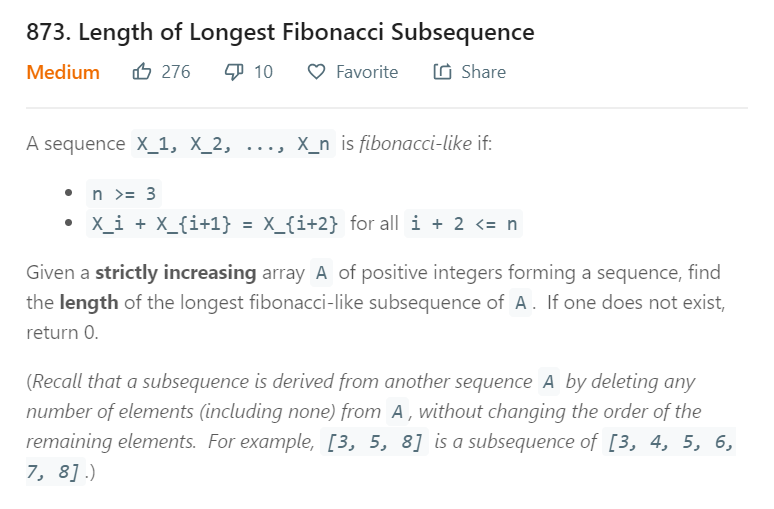 873. Length of Longest Fibonacci Subsequence
Medium 276 10 Favorite Share
A sequence X_1, X_2, ..., X_n is fibonacci-like if:
• n >= 3
• X_i + X_{i+1} = X_{i+2} for all i + 2 <= n
Given a strictly increasing array A of positive integers forming a sequence, find
the length of the longest fibonacci-like subsequence of A. If one does not exist,
return 0.
(Recall that a subsequence is derived from another sequence A by deleting any
number of elements (including none) from A, without changing the order of the
remaining elements. For example, [3, 5, 8] is a subsequence of [3, 4, 5, 6,
7, 8].)